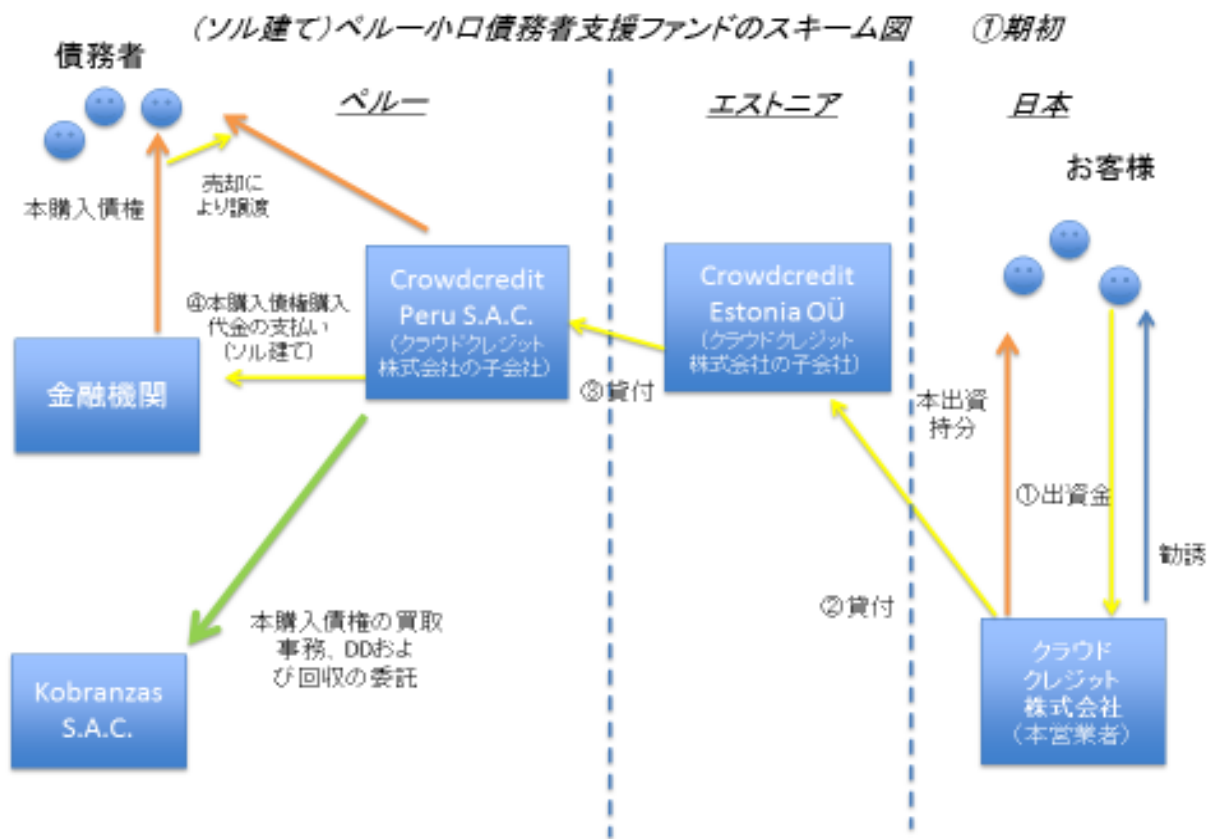 (ソル建て)ペルー小口債務者支援ファンドのスキーム図 ①期初
債務者
ペルー
エストニア
日本
お客様
本購入債権
売却に
より譲渡
Crowdcredit
Peru S.A.C.
(クラウドクレジット
株式会社の子会社)
Crowdcredit
Estonia OÜ
(クラウドクレジット
株式会社の子会社)
④本購入債権購入
代金の支払い
(ソル建て)
金融機関
③貸付
本出資
持分
①出資金
勧誘
②貸付
本購入債権の買取
事務、DDおよ
び回収の委託
Kobranzas
S.A.C.
クラウド
クレジット
株式会社
(本営業者)